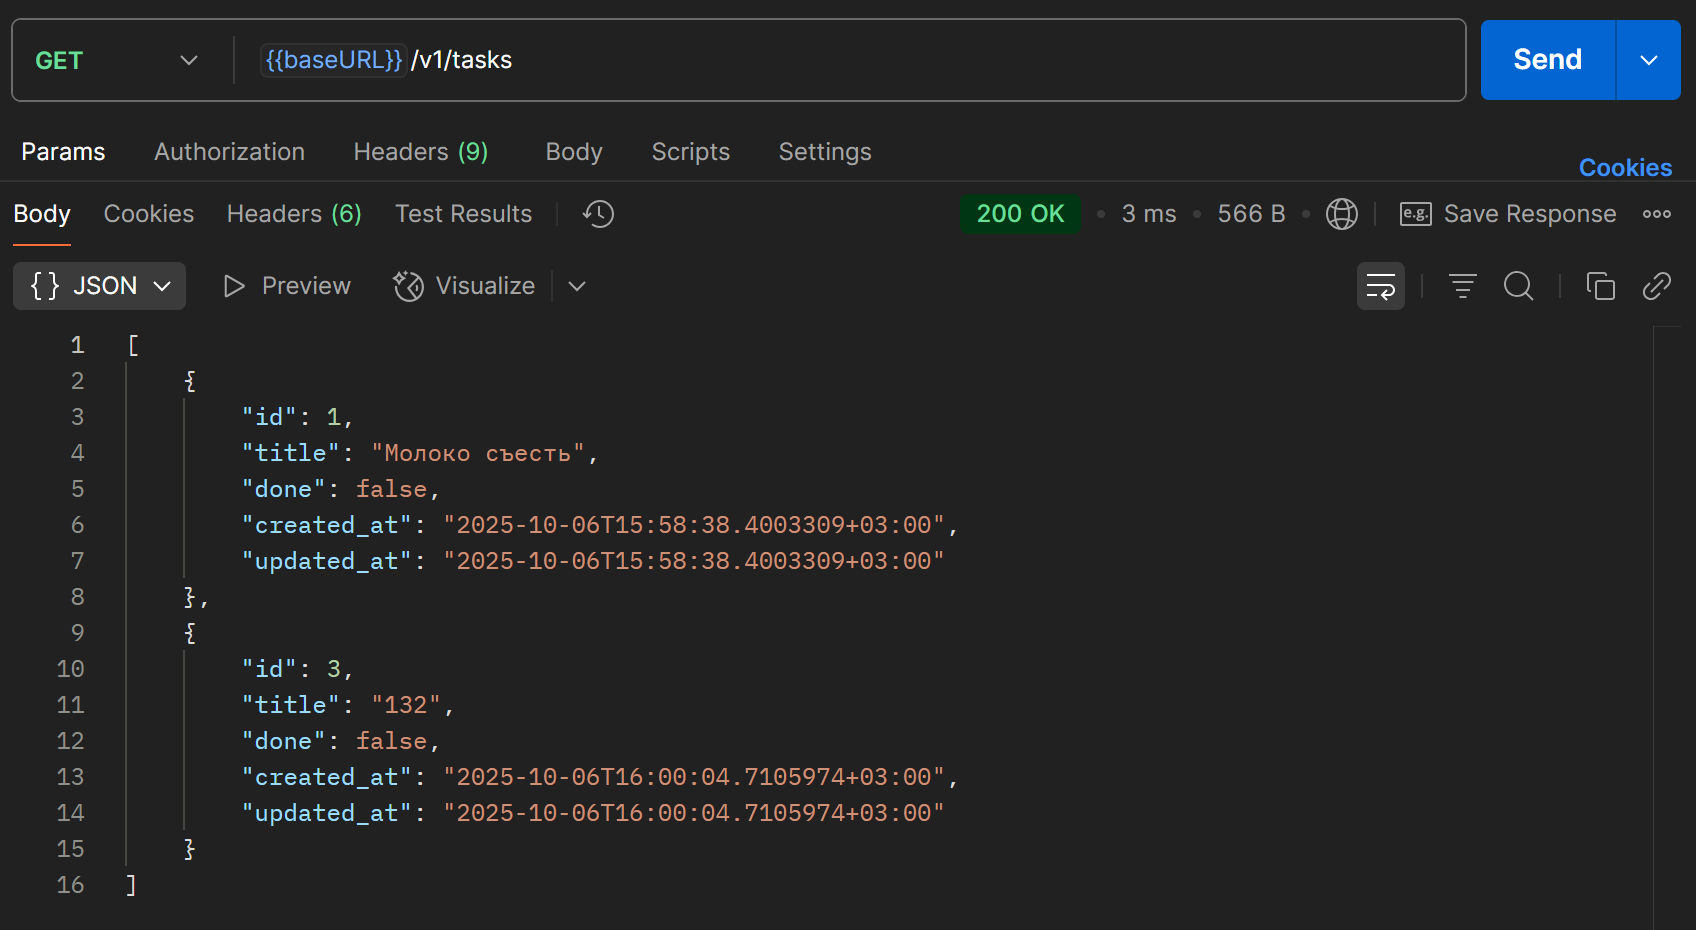 GET {{baseURL}} /v1/tasks Send
Params Authorization Headers (9) Body Scripts Settings Cookies
Body Cookies Headers (6) Test Results 200 OK • 3 ms • 566 B • e.g. Save Response
{} JSON Preview Visualize
1 [
2 {
3 "id": 1,
4 "title": "Молоко съесть",
5 "done": false,
6 "created_at": "2025-10-06T15:58:38.4003309+03:00",
7 "updated_at": "2025-10-06T15:58:38.4003309+03:00"
8 },
9 {
10 "id": 3,
11 "title": "132",
12 "done": false,
13 "created_at": "2025-10-06T16:00:04.7105974+03:00",
14 "updated_at": "2025-10-06T16:00:04.7105974+03:00"
15 }
16 ]